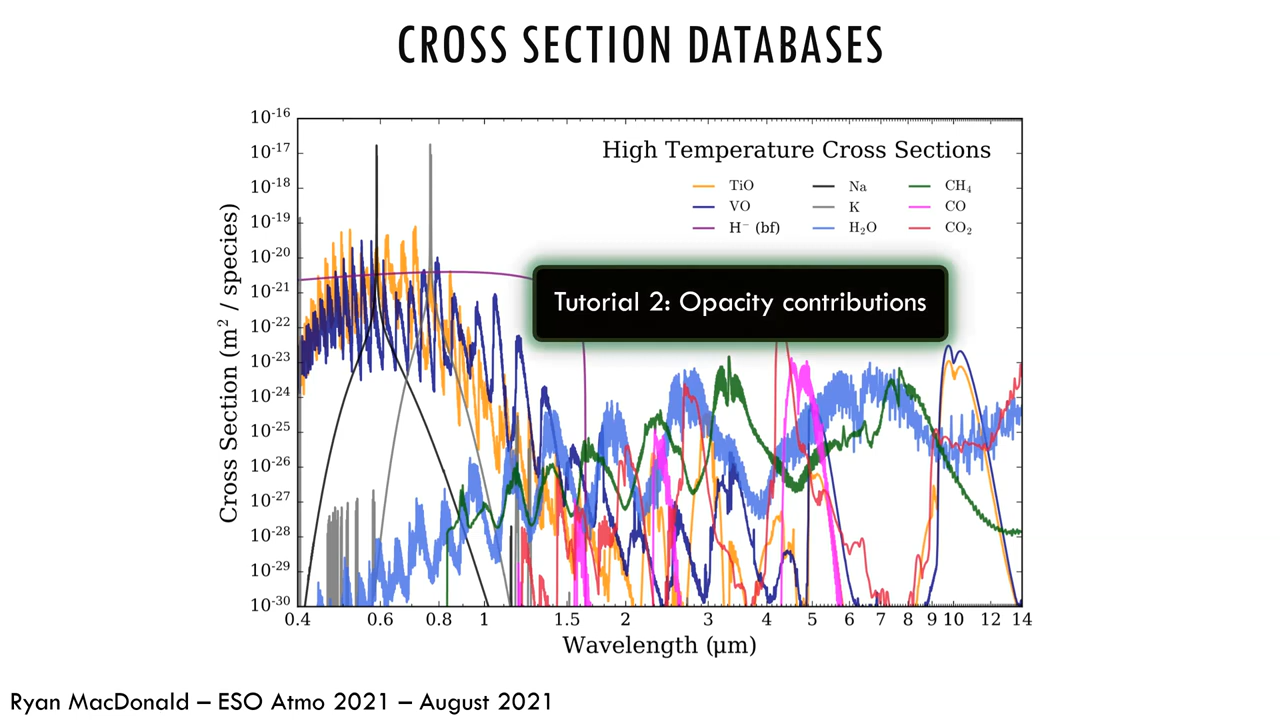 CROSS SECTION DATABASES
High Temperature Cross Sections
TiO
VO
H⁻ (bf)
Na
K
H₂O
CH₄
CO
CO₂
Tutorial 2: Opacity contributions
Cross Section (m² / species)
10⁻¹⁶
10⁻¹⁷
10⁻¹⁸
10⁻¹⁹
10⁻²⁰
10⁻²¹
10⁻²²
10⁻²³
10⁻²⁴
10⁻²⁵
10⁻²⁶
10⁻²⁷
10⁻²⁸
10⁻²⁹
10⁻³⁰
0.4 0.6 0.8 1 1.5 2 3 4 5 6 7 8 9 10 12 14
Wavelength (μm)
Ryan MacDonald – ESO Atmo 2021 – August 2021